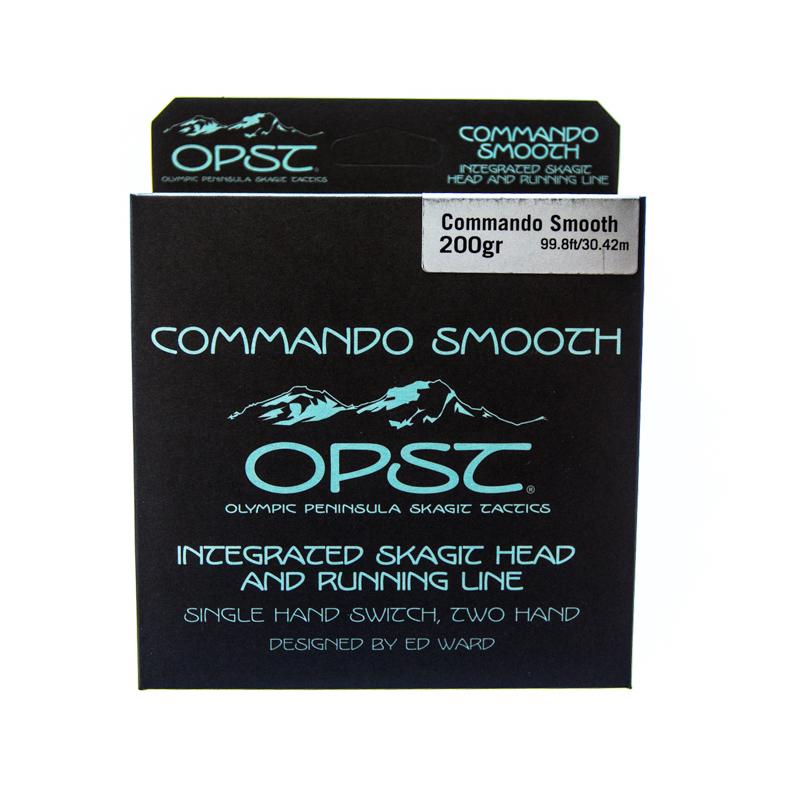 OPST®
OLYMPIC PENINSULA SKAGIT TACTICS
COMMANDO
SMOOTH
INTEGRATED SKAGIT
HEAD AND RUNNING LINE
Commando Smooth
200gr 99.8ft/30.42m
COMMANDO SMOOTH
OPST®
OLYMPIC PENINSULA SKAGIT TACTICS
INTEGRATED SKAGIT HEAD
AND RUNNING LINE
SINGLE HAND SWITCH, TWO HAND
DESIGNED BY ED WARD